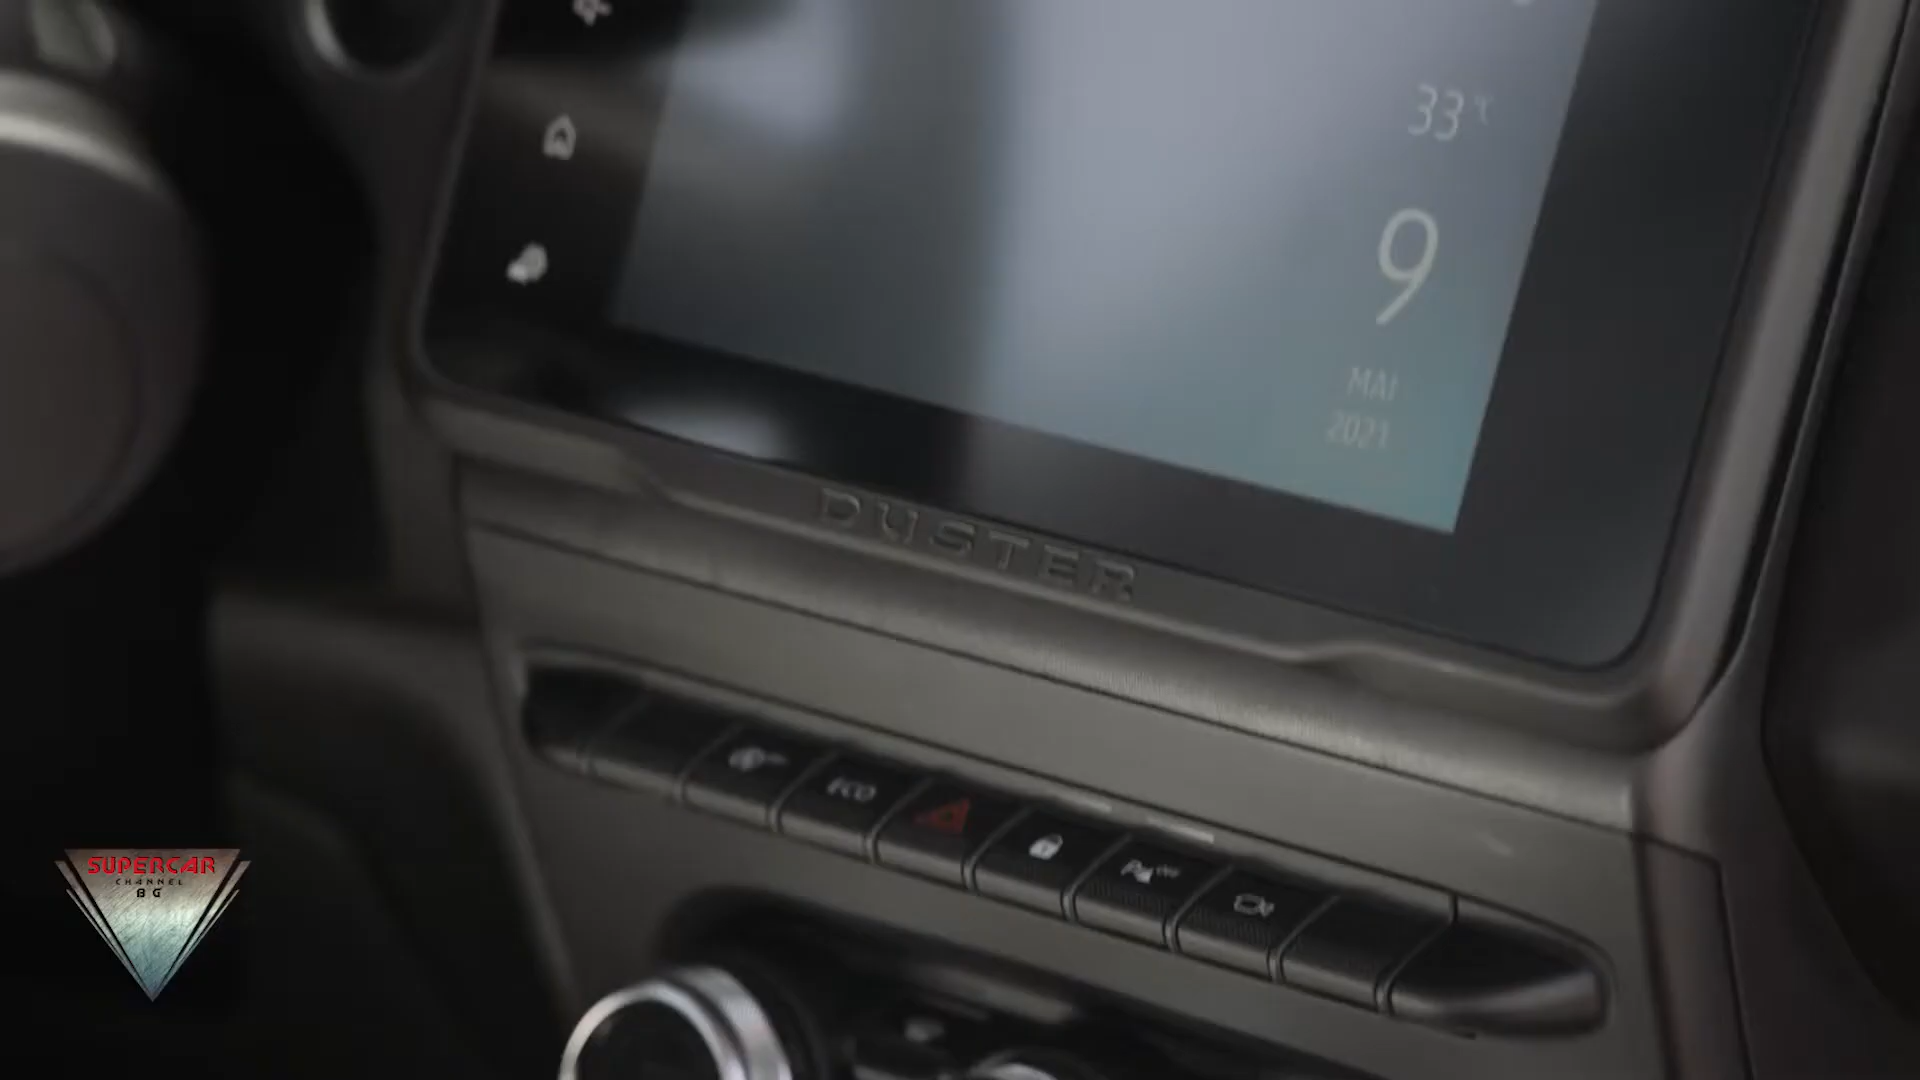 33 °C
9
MAI
2021
DUSTER
ECO
SUPERCAR
CHANNEL
BG